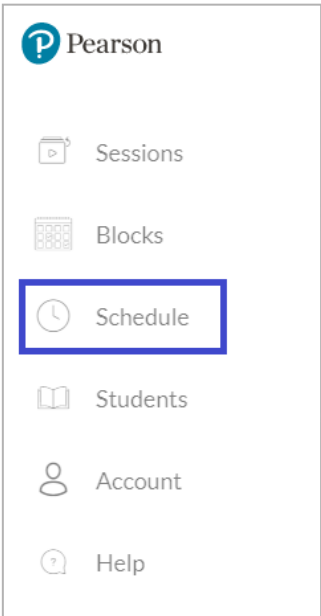 Pearson
Sessions
Blocks
Schedule
Students
Account
Help